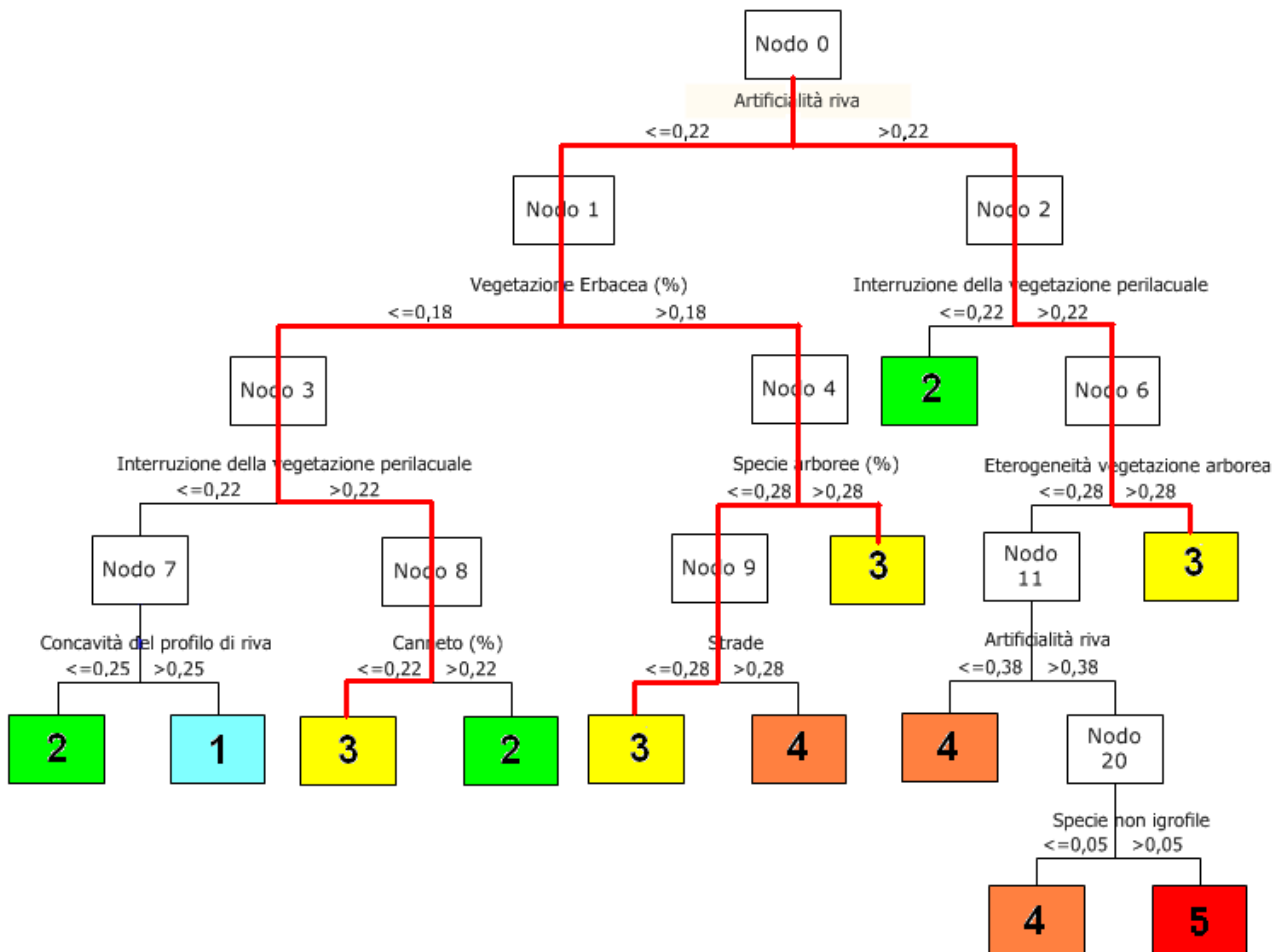 Nodo 0
Artificialità riva
<=0,22 >0,22
Nodo 1 Nodo 2
Vegetazione Erbacea (%) Interruzione della vegetazione perilacuale
<=0,18 >0,18 <=0,22 >0,22
Nodo 3 Nodo 4 2 Nodo 6
Interruzione della vegetazione perilacuale Specie arboree (%) Eterogeneità vegetazione arborea
<=0,22 >0,22 <=0,28 >0,28 <=0,28 >0,28
Nodo 7 Nodo 8 Nodo 9 3 Nodo 11 3
Concavità del profilo di riva Canneto (%) Strade Artificialità riva
<=0,25 >0,25 <=0,22 >0,22 <=0,28 >0,28 <=0,38 >0,38
2 1 3 2 3 4 4 Nodo 20
Specie non igrofile
<=0,05 >0,05
4 5